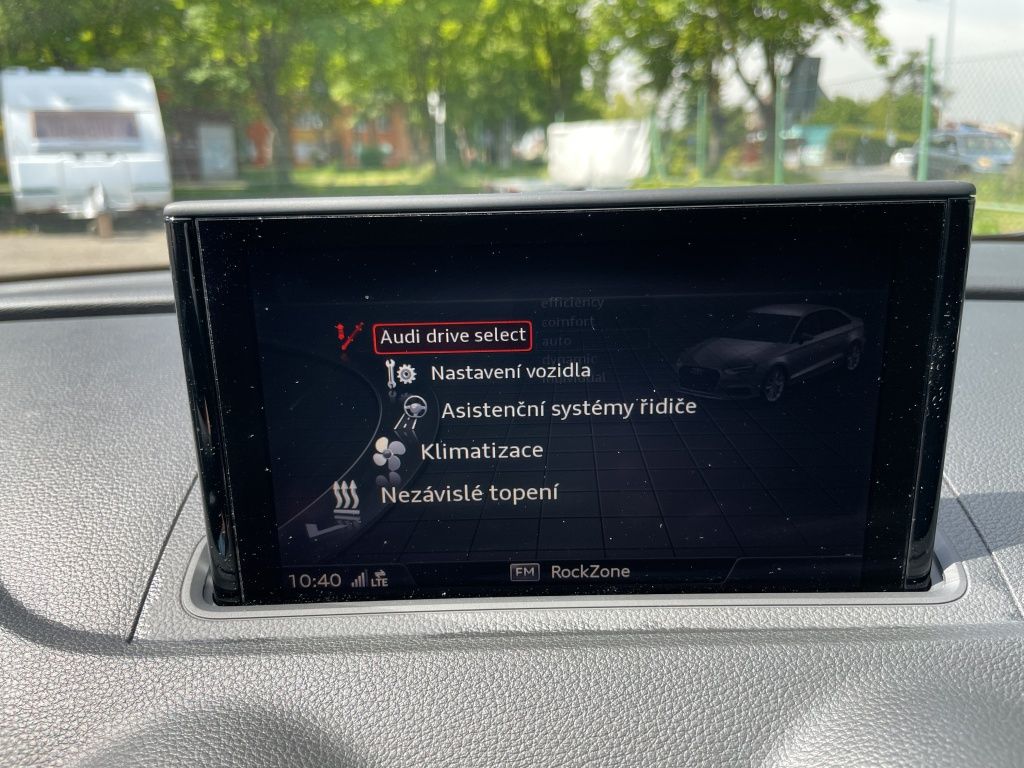 efficiency
Audi drive select
comfort
auto
dynamic
Nastavení vozidla
individual
Asistenční systémy řidiče
Klimatizace
Nezávislé topení
10:40 LTE
FM RockZone